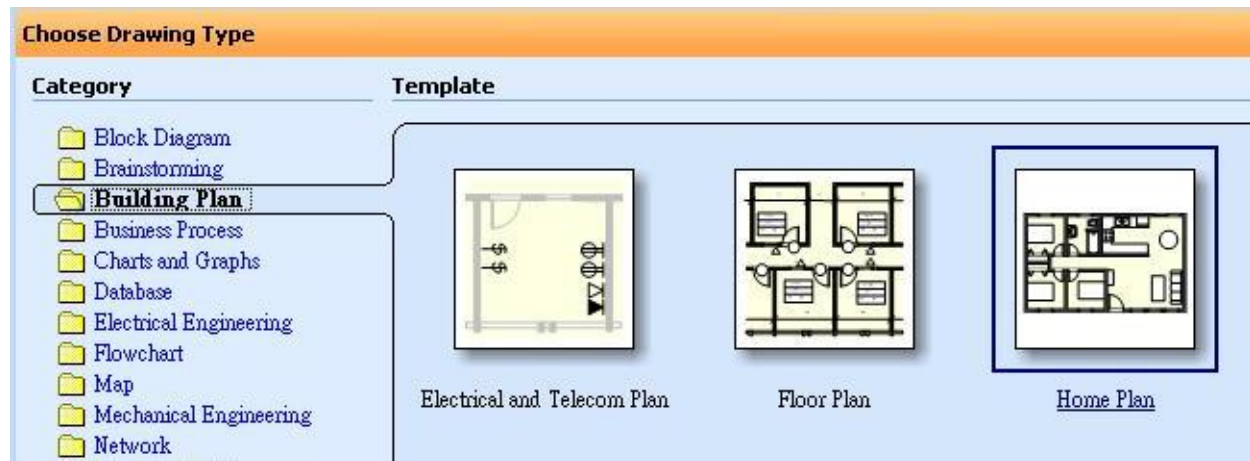 Choose Drawing Type
Category
Template
Block Diagram
Brainstorming
Building Plan
Business Process
Charts and Graphs
Database
Electrical Engineering
Flowchart
Map
Mechanical Engineering
Network
Electrical and Telecom Plan
Floor Plan
Home Plan